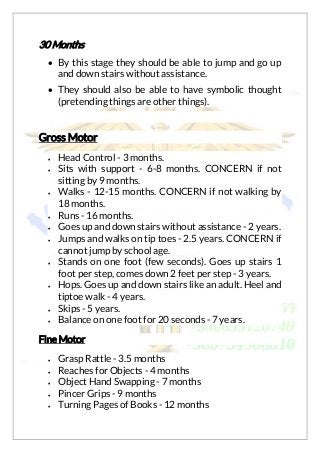 30 Months
• By this stage they should be able to jump and go up
and down stairs without assistance.
• They should also be able to have symbolic thought
(pretending things are other things).
Gross Motor
• Head Control - 3 months.
• Sits with support - 6-8 months. CONCERN if not
sitting by 9 months.
• Walks - 12-15 months. CONCERN if not walking by
18 months.
• Runs - 16 months.
• Goes up and down stairs without assistance - 2 years.
• Jumps and walks on tip toes - 2.5 years. CONCERN if
cannot jump by school age.
• Stands on one foot (few seconds). Goes up stairs 1
foot per step, comes down 2 feet per step - 3 years.
• Hops. Goes up and down stairs like an adult. Heel and
tiptoe walk - 4 years.
• Skips - 5 years.
• Balance on one foot for 20 seconds - 7 years.
Fine Motor
• Grasp Rattle - 3.5 months
• Reaches for Objects - 4 months
• Object Hand Swapping - 7 months
• Pincer Grips - 9 months
• Turning Pages of Books - 12 months